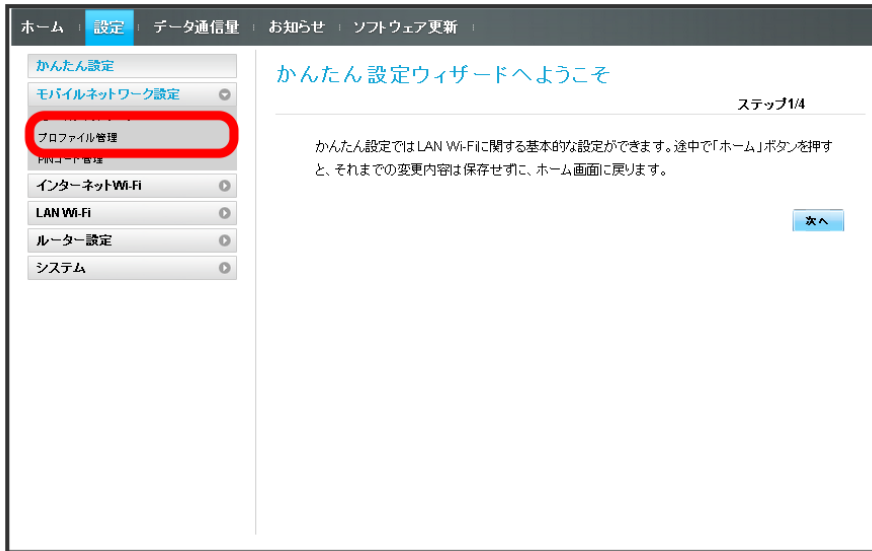 ホーム 設定 データ通信量 お知らせ ソフトウェア更新
かんたん設定
モバイルネットワーク設定
プロファイル管理
PINコード管理
インターネットWi-Fi
LAN Wi-Fi
ルーター設定
システム
かんたん設定ウィザードへようこそ
ステップ1/4
かんたん設定ではLAN Wi-Fiに関する基本的な設定ができます。途中で「ホーム」ボタンを押す
と、それまでの変更内容は保存せずに、ホーム画面に戻ります。
次へ